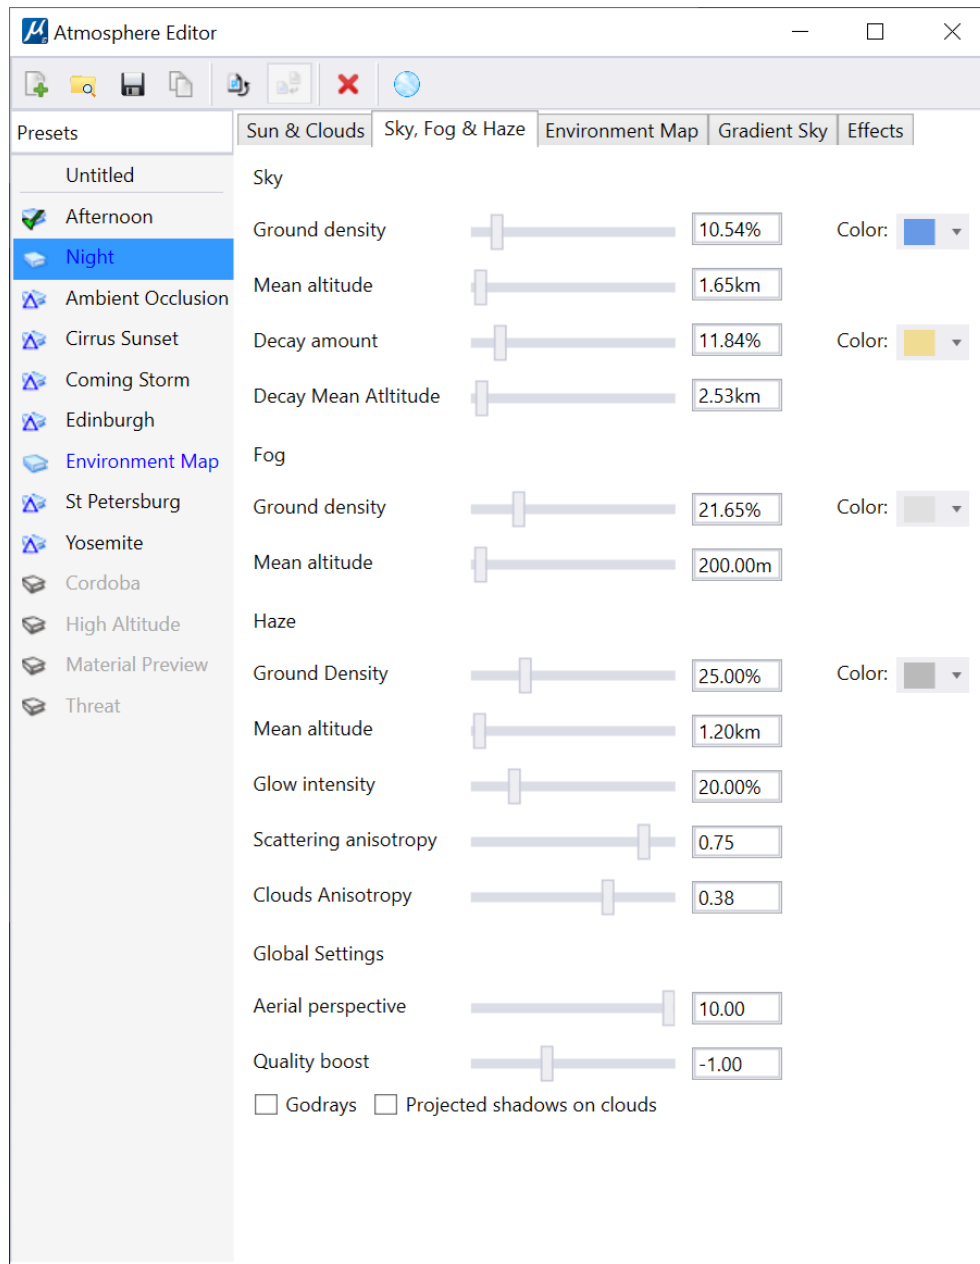 Atmosphere Editor
Presets
Sun & Clouds Sky, Fog & Haze Environment Map Gradient Sky Effects
Untitled
Afternoon
Night
Ambient Occlusion
Cirrus Sunset
Coming Storm
Edinburgh
Environment Map
St Petersburg
Yosemite
Cordoba
High Altitude
Material Preview
Threat
Sky
Ground density 10.54% Color:
Mean altitude 1.65km
Decay amount 11.84% Color:
Decay Mean Atltitude 2.53km
Fog
Ground density 21.65% Color:
Mean altitude 200.00m
Haze
Ground Density 25.00% Color:
Mean altitude 1.20km
Glow intensity 20.00%
Scattering anisotropy 0.75
Clouds Anisotropy 0.38
Global Settings
Aerial perspective 10.00
Quality boost -1.00
Godrays Projected shadows on clouds